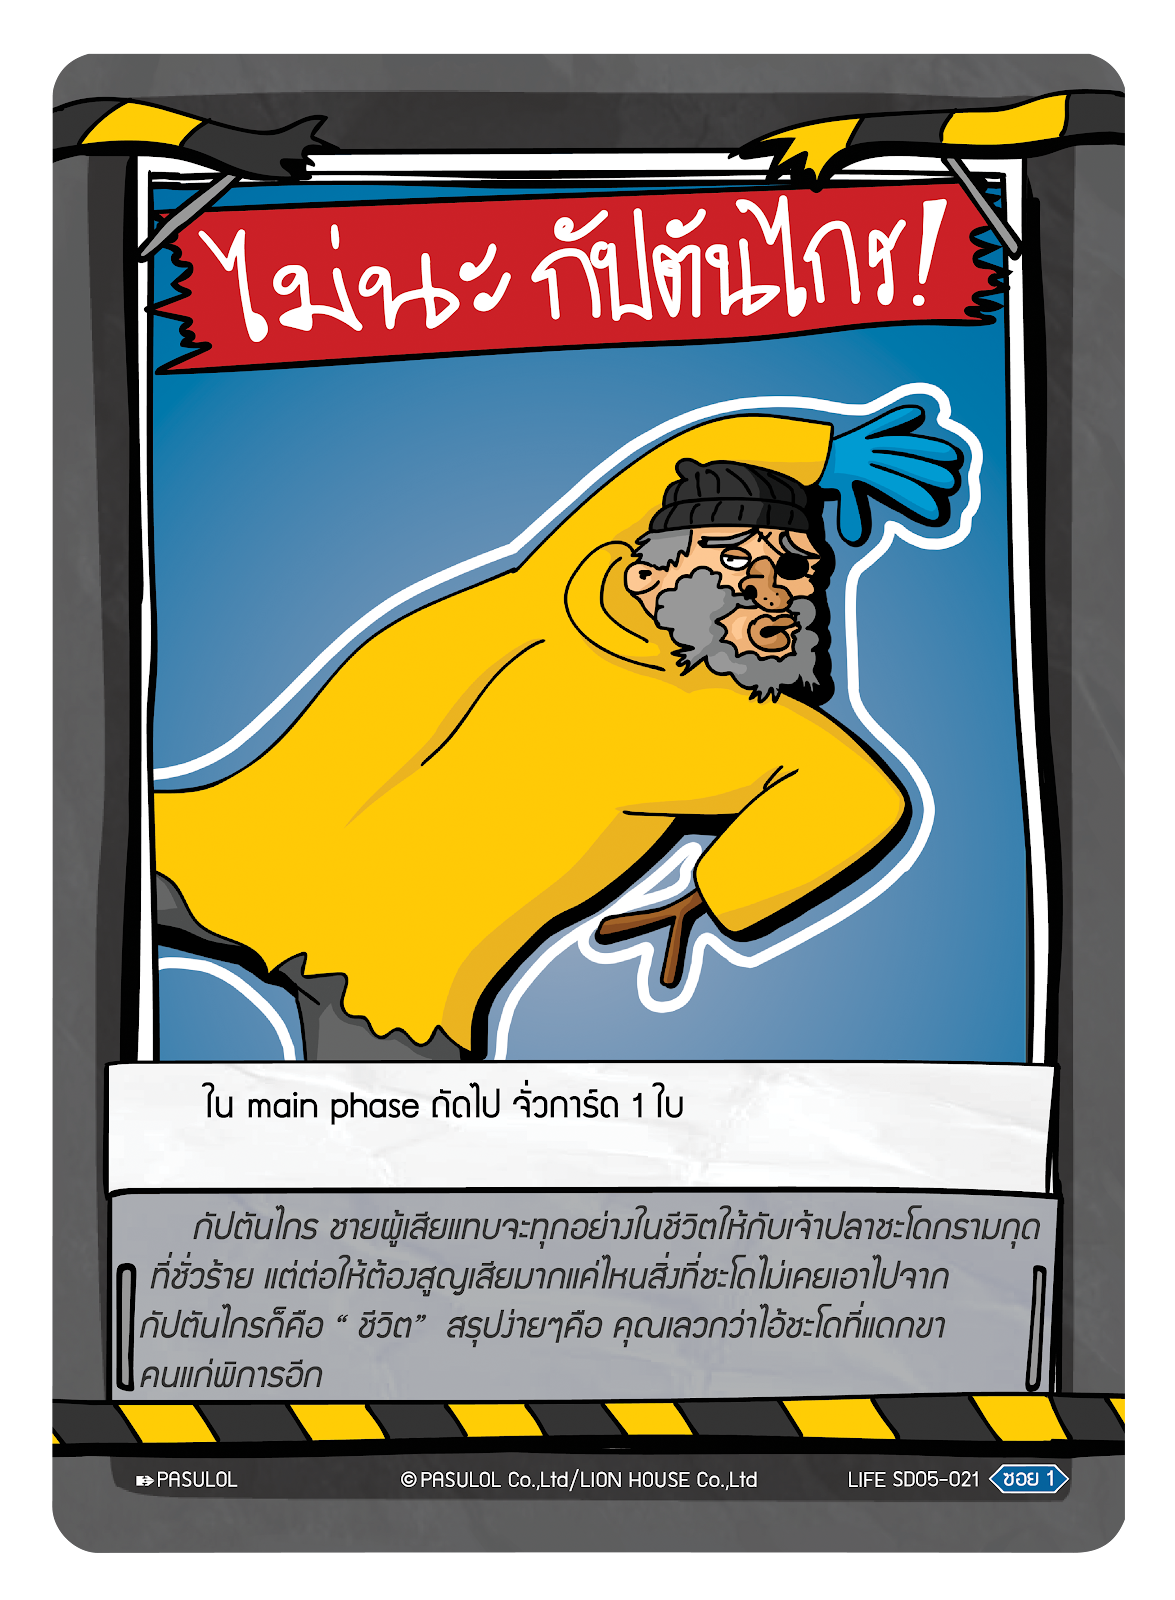 ไม่นะ กัปตันไกร!
ใน main phase ถัดไป จั่วการ์ด 1 ใบ
กัปตันไกร ชายผู้เสียแทบจะทุกอย่างในชีวิตให้กับเจ้าปลาชะโดกรามกุด
ที่ชั่วร้าย แต่ต่อให้ต้องสูญเสียมากแค่ไหนสิ่งที่ชะโดไม่เคยเอาไปจาก
กัปตันไกรก็คือ “ ชีวิต”  สรุปง่ายๆคือ คุณเลวกว่าไอ้ชะโดที่แดกขา
คนแก่พิการอีก
PASULOL
© PASULOL Co.,Ltd/LION HOUSE Co.,Ltd
LIFE SD05-021 ซอย 1